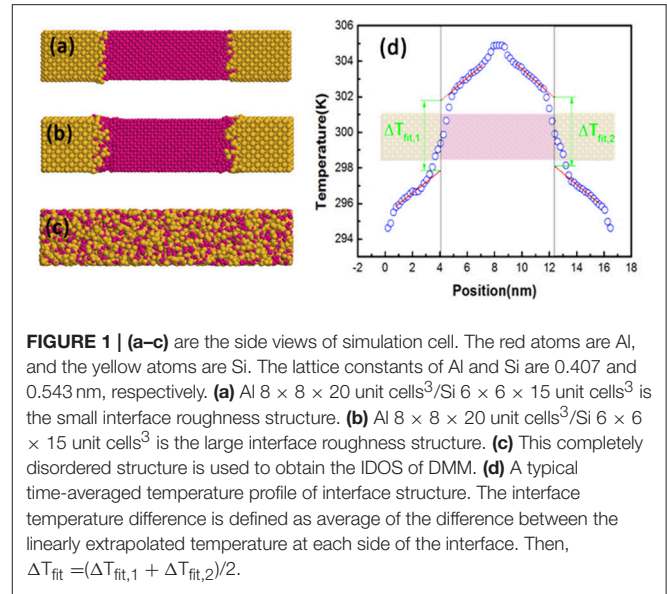 (a)
(b)
(c)
(d)
306
304
302
300
298
296
294
Temperature(K)
ΔT_fit,1
ΔT_fit,2
-2 0 2 4 6 8 10 12 14 16 18
Position(nm)
FIGURE 1 | (a–c) are the side views of simulation cell. The red atoms are Al,
and the yellow atoms are Si. The lattice constants of Al and Si are 0.407 and
0.543 nm, respectively. (a) Al 8 × 8 × 20 unit cells³/Si 6 × 6 × 15 unit cells³ is
the small interface roughness structure. (b) Al 8 × 8 × 20 unit cells³/Si 6 × 6
× 15 unit cells³ is the large interface roughness structure. (c) This completely
disordered structure is used to obtain the IDOS of DMM. (d) A typical
time-averaged temperature profile of interface structure. The interface
temperature difference is defined as average of the difference between the
linearly extrapolated temperature at each side of the interface. Then,
ΔT_fit =(ΔT_fit,1 + ΔT_fit,2)/2.